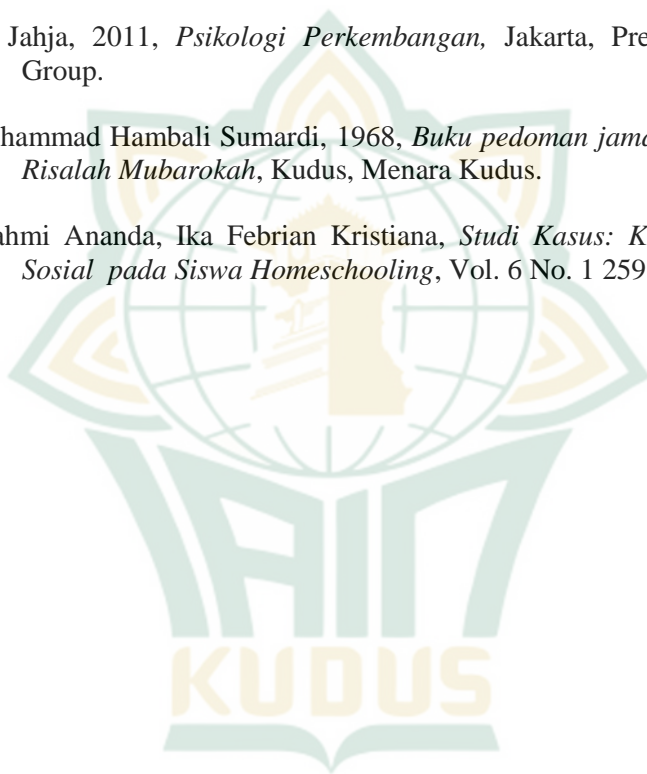 Jahja, 2011, Psikologi Perkembangan, Jakarta, Pre
Group.
hammad Hambali Sumardi, 1968, Buku pedoman jama
Risalah Mubarokah, Kudus, Menara Kudus.
ahmi Ananda, Ika Febrian Kristiana, Studi Kasus: K
Sosial pada Siswa Homeschooling, Vol. 6 No. 1 259
IAIN
KUDUS